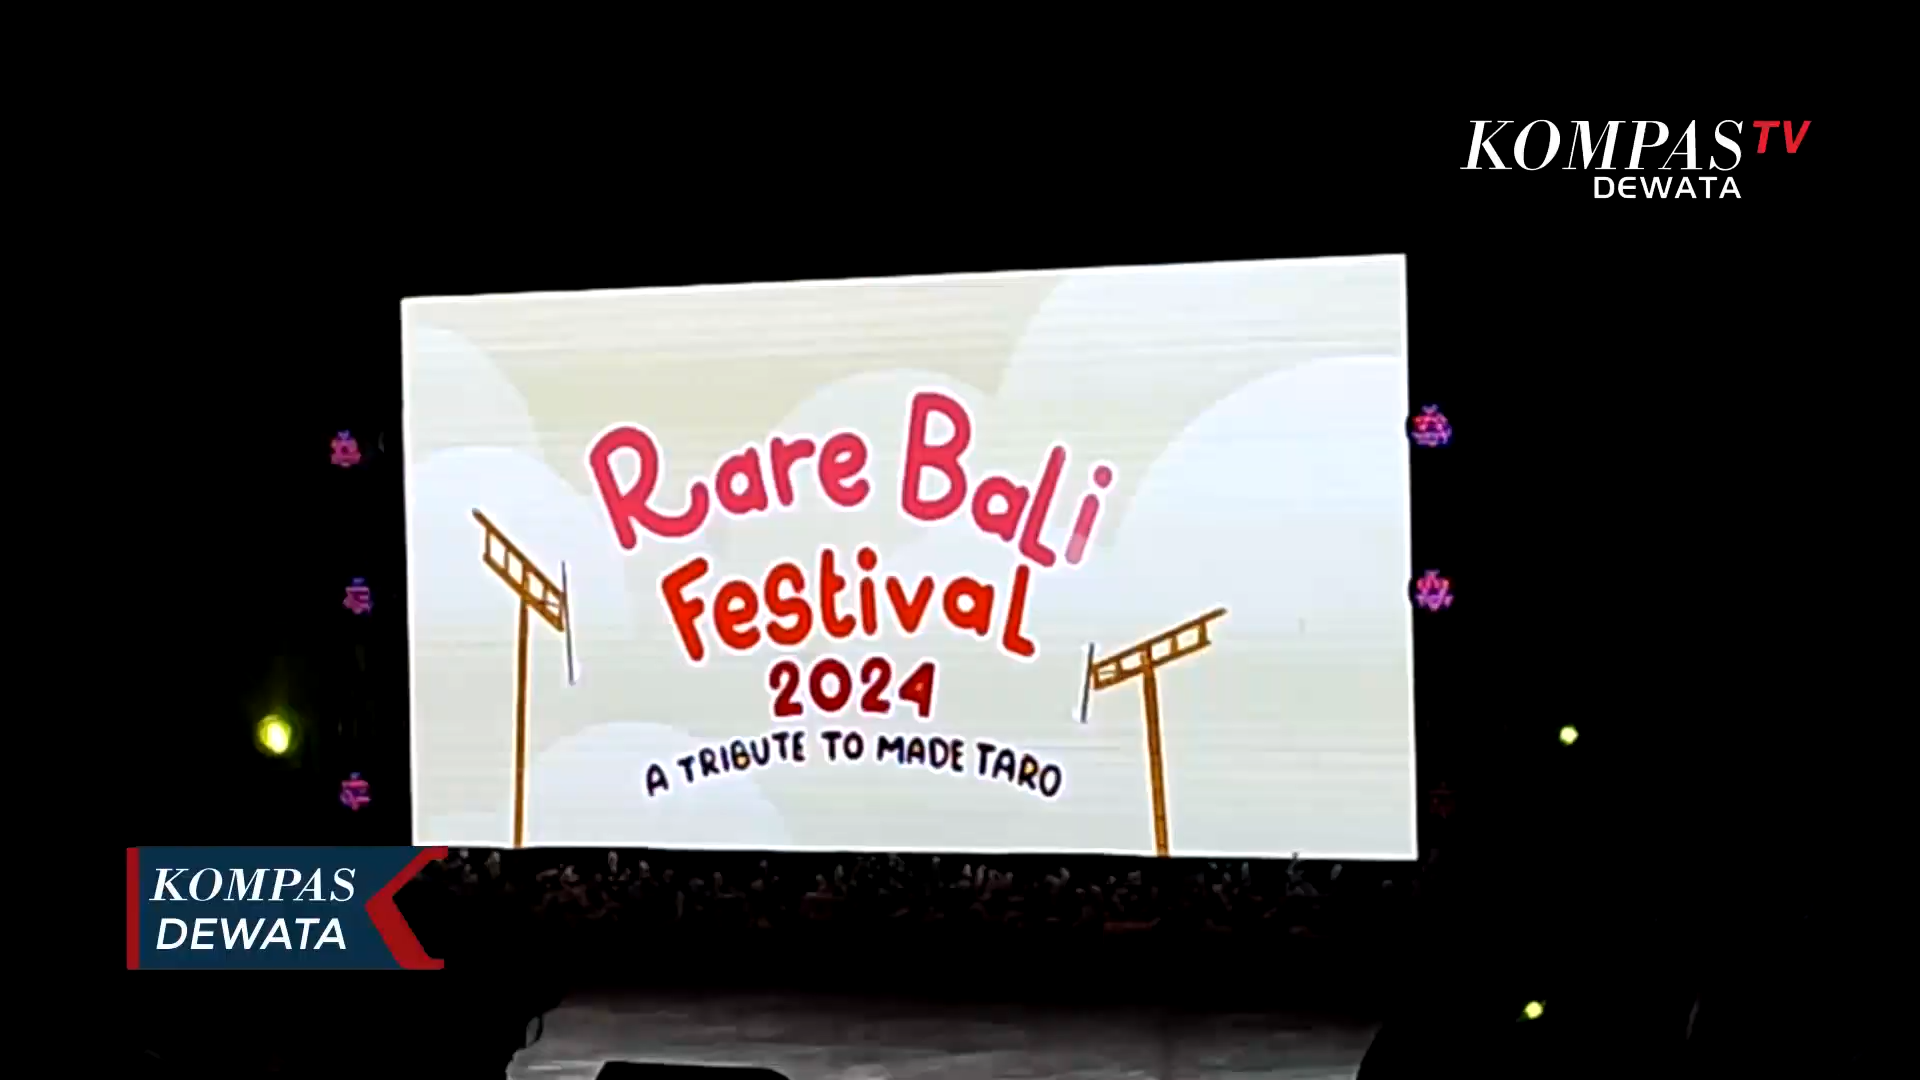 KOMPAS TV
DEWATA
Rare Bali
Festival
2024
A TRIBUTE TO MADE TARO
KOMPAS
DEWATA